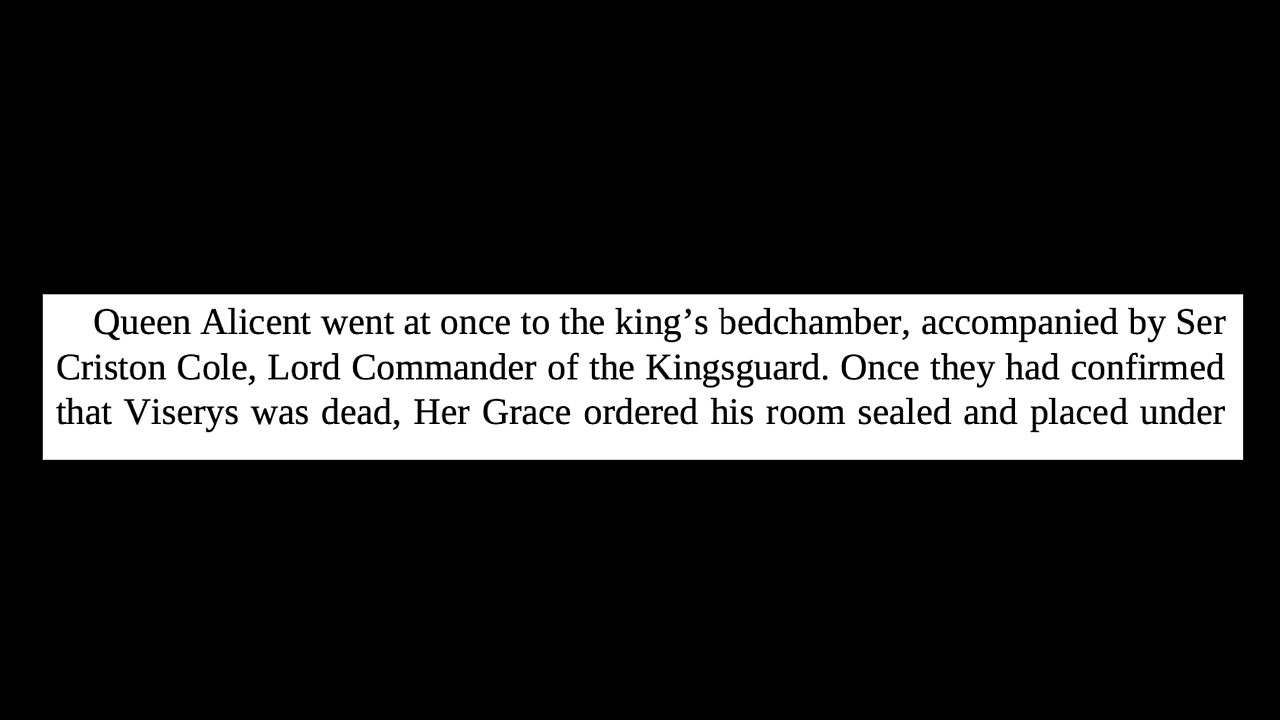 Queen Alicent went at once to the king’s bedchamber, accompanied by Ser
Criston Cole, Lord Commander of the Kingsguard. Once they had confirmed
that Viserys was dead, Her Grace ordered his room sealed and placed under